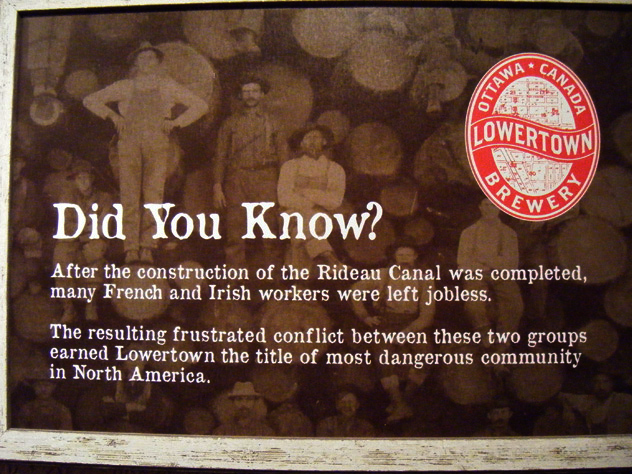 OTTAWA ★ CANADA
LOWERTOWN
BREWERY
Did You Know?
After the construction of the Rideau Canal was completed,
many French and Irish workers were left jobless.
The resulting frustrated conflict between these two groups
earned Lowertown the title of most dangerous community
in North America.